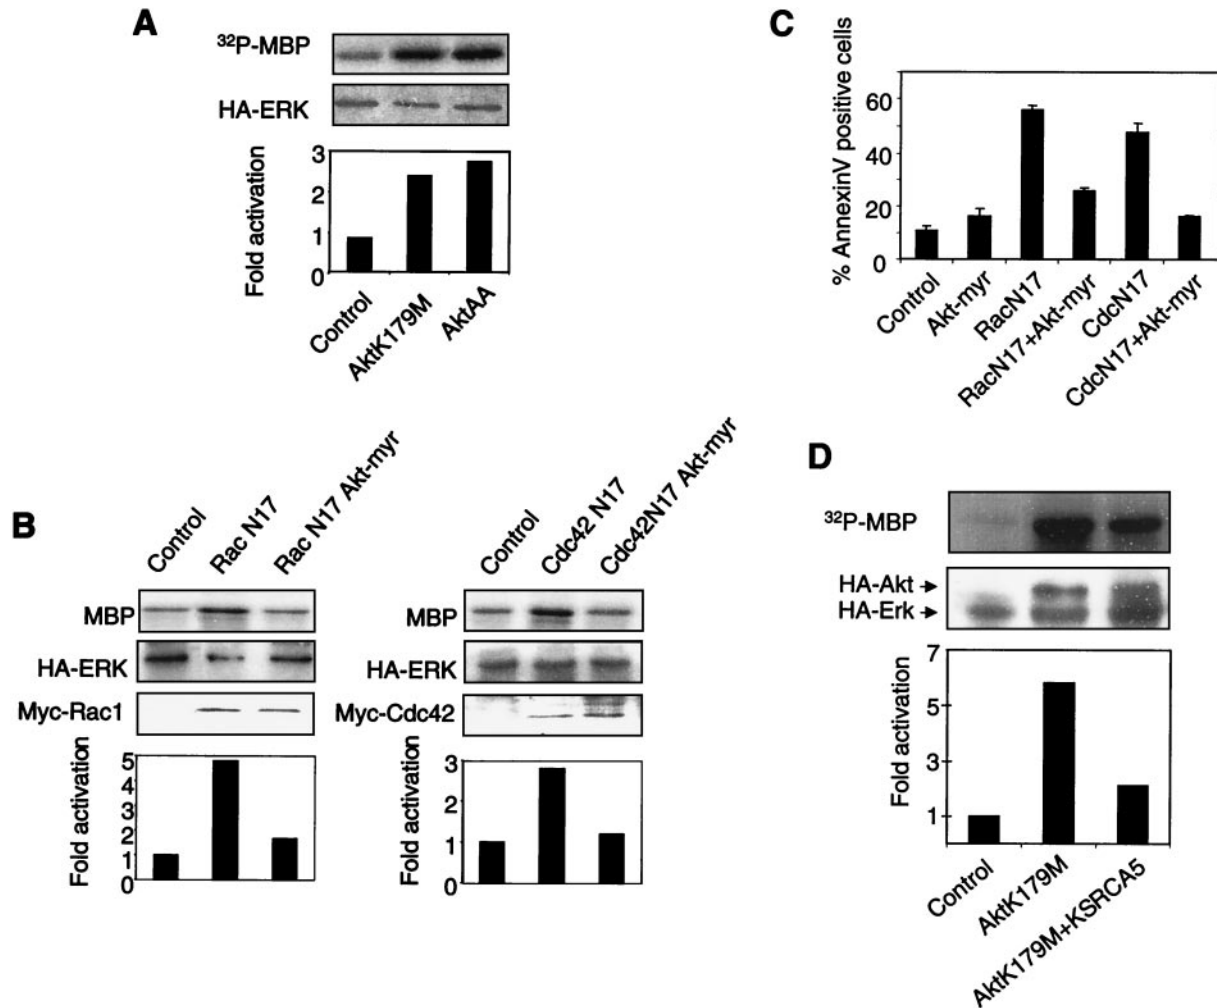 A
³²P-MBP
HA-ERK
Fold activation
3
2
1
0
Control
AktK179M
AktAA
C
% AnnexinV positive cells
60
40
20
0
Control
Akt-myr
RacN17
RacN17+Akt-myr
CdcN17
CdcN17+Akt-myr
B
Control
Rac N17
Rac N17 Akt-myr
MBP
HA-ERK
Myc-Rac1
Fold activation
5
4
3
2
1
0
Control
Cdc42 N17
Cdc42N17 Akt-myr
MBP
HA-ERK
Myc-Cdc42
Fold activation
3
2
1
0
D
³²P-MBP
HA-Akt
HA-Erk
Fold activation
7
5
3
1
Control
AktK179M
AktK179M+KSRCA5